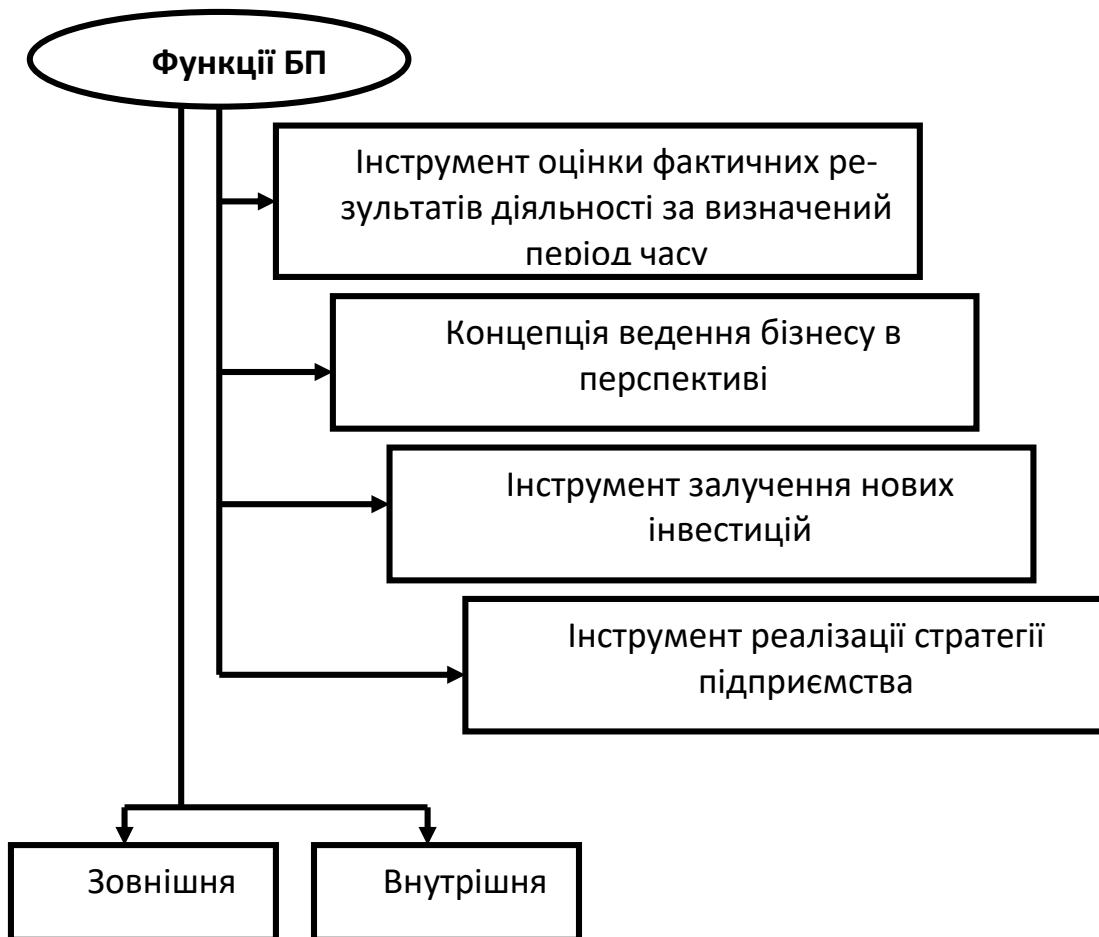 Функції БП
Інструмент оцінки фактичних ре-
зультатів діяльності за визначений
період часу
Концепція ведення бізнесу в
перспективі
Інструмент залучення нових
інвестицій
Інструмент реалізації стратегії
підприємства
Зовнішня
Внутрішня